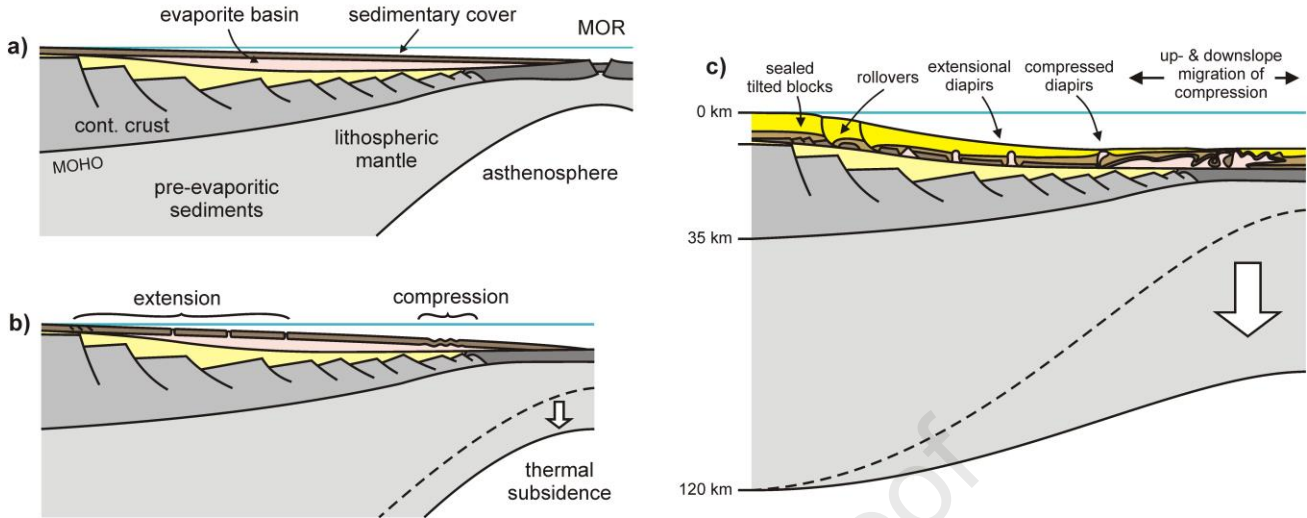 a)
evaporite basin
sedimentary cover
MOR
cont. crust
MOHO
lithospheric
mantle
pre-evaporitic
sediments
asthenosphere
b)
extension
compression
thermal
subsidence
c)
sealed
tilted blocks
rollovers
extensional
diapirs
compressed
diapirs
up- & downslope
migration of
compression
0 km
35 km
120 km